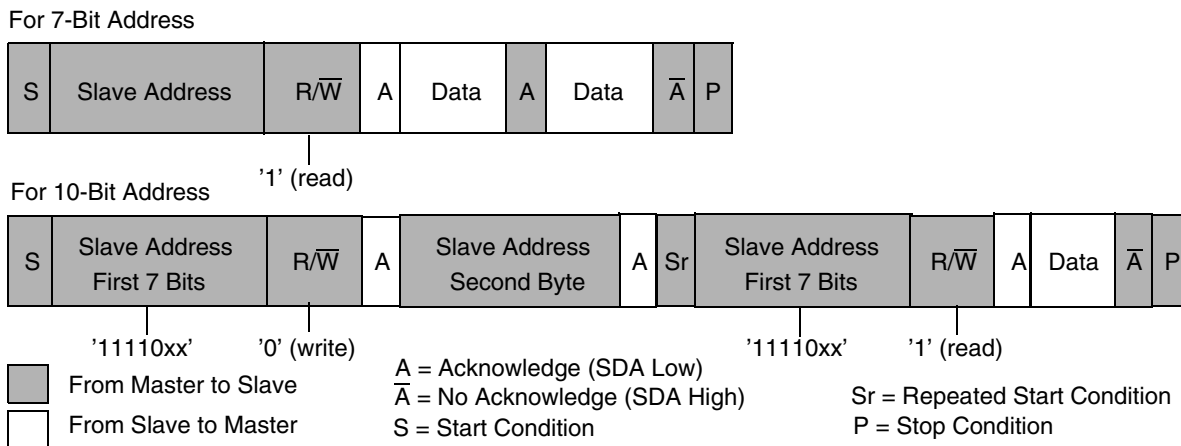 For 7-Bit Address
S Slave Address R/W̅ A Data A Data A̅ P
'1' (read)
For 10-Bit Address
S Slave Address First 7 Bits R/W̅ A Slave Address Second Byte A Sr Slave Address First 7 Bits R/W̅ A Data A̅ P
'11110xx' '0' (write) '11110xx' '1' (read)
From Master to Slave
From Slave to Master
A = Acknowledge (SDA Low)
A̅ = No Acknowledge (SDA High)
S = Start Condition
Sr = Repeated Start Condition
P = Stop Condition